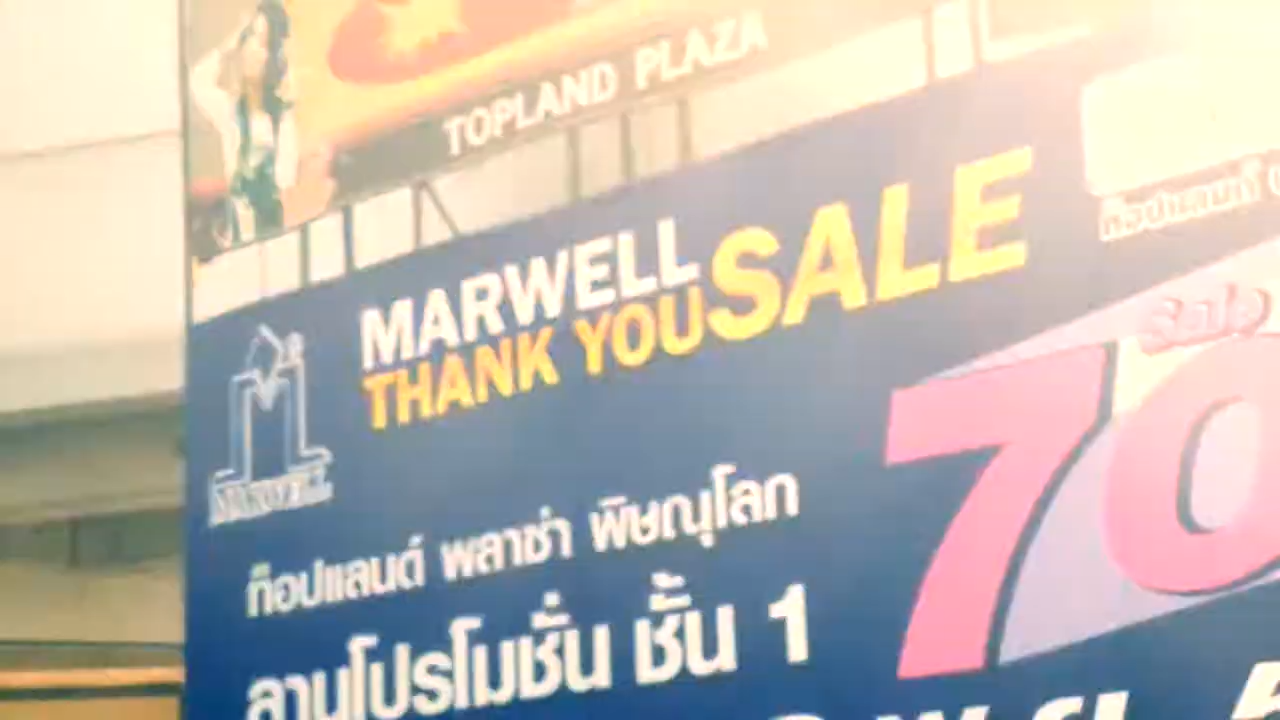 TOPLAND PLAZA
MARWELL
THANK YOU SALE
MARWELL
Sale
70
ท็อปแลนด์ พลาซ่า พิษณุโลก
ลานโปรโมชั่น ชั้น 1